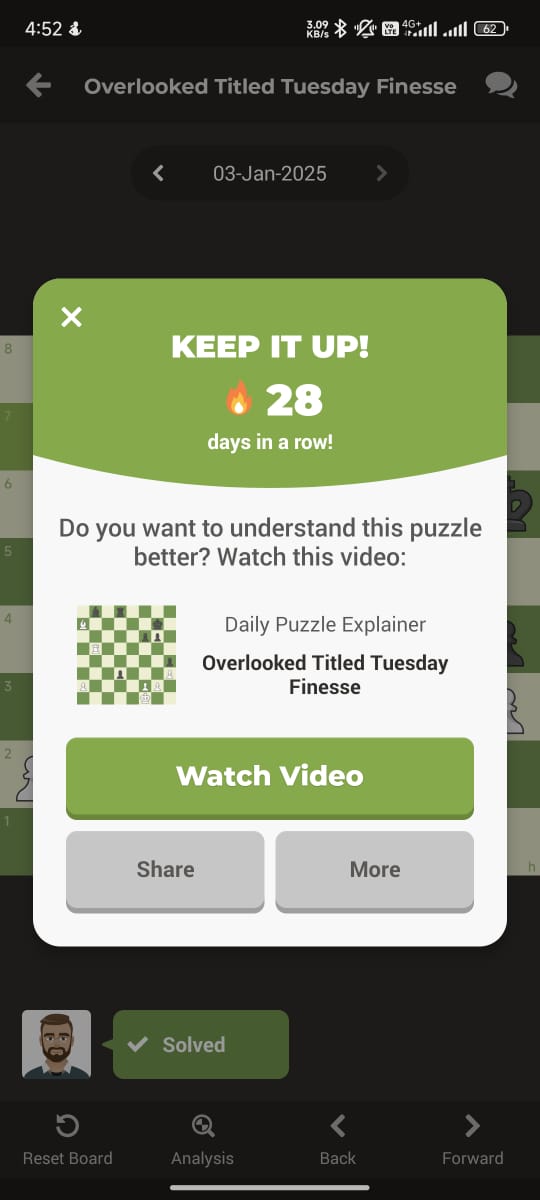 4:52
3.09
KB/s
Vo
LTE
4G+
62
Overlooked Titled Tuesday Finesse
03-Jan-2025
8
KEEP IT UP!
28
days in a row!
7
6
Do you want to understand this puzzle
better? Watch this video:
5
4
Daily Puzzle Explainer
Overlooked Titled Tuesday
Finesse
3
2
Watch Video
1
h
Share
More
Solved
Reset Board
Analysis
Back
Forward